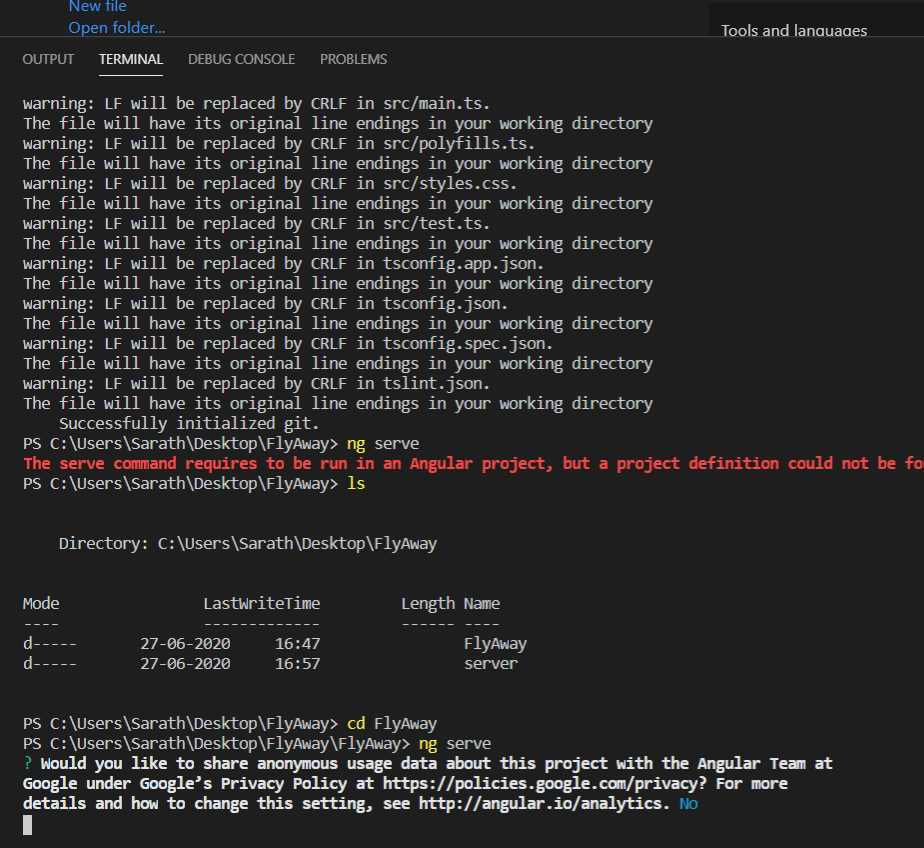 New file
Open folder...
Tools and languages
OUTPUT TERMINAL DEBUG CONSOLE PROBLEMS
warning: LF will be replaced by CRLF in src/main.ts.
The file will have its original line endings in your working directory
warning: LF will be replaced by CRLF in src/polyfills.ts.
The file will have its original line endings in your working directory
warning: LF will be replaced by CRLF in src/styles.css.
The file will have its original line endings in your working directory
warning: LF will be replaced by CRLF in src/test.ts.
The file will have its original line endings in your working directory
warning: LF will be replaced by CRLF in tsconfig.app.json.
The file will have its original line endings in your working directory
warning: LF will be replaced by CRLF in tsconfig.json.
The file will have its original line endings in your working directory
warning: LF will be replaced by CRLF in tsconfig.spec.json.
The file will have its original line endings in your working directory
warning: LF will be replaced by CRLF in tslint.json.
The file will have its original line endings in your working directory
    Successfully initialized git.
PS C:\Users\Sarath\Desktop\FlyAway> ng serve
The serve command requires to be run in an Angular project, but a project definition could not be fo
PS C:\Users\Sarath\Desktop\FlyAway> ls
    Directory: C:\Users\Sarath\Desktop\FlyAway
Mode                LastWriteTime         Length Name
----                -------------         ------ ----
d-----       27-06-2020     16:47                FlyAway
d-----       27-06-2020     16:57                server
PS C:\Users\Sarath\Desktop\FlyAway> cd FlyAway
PS C:\Users\Sarath\Desktop\FlyAway\FlyAway> ng serve
? Would you like to share anonymous usage data about this project with the Angular Team at
Google under Google’s Privacy Policy at https://policies.google.com/privacy? For more
details and how to change this setting, see http://angular.io/analytics. No